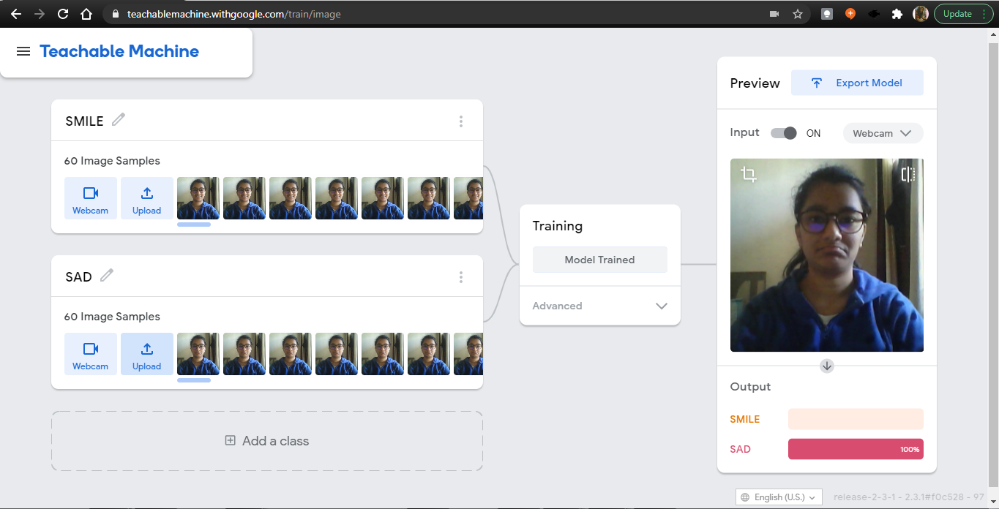 teachablemachine.withgoogle.com/train/image
Update
Teachable Machine
SMILE
60 Image Samples
Webcam
Upload
SAD
60 Image Samples
Webcam
Upload
Add a class
Training
Model Trained
Advanced
Preview
Export Model
Input
ON
Webcam
Output
SMILE
SAD
100%
English (U.S.)
release-2-3-1 - 2.3.1#f0c528 - 97